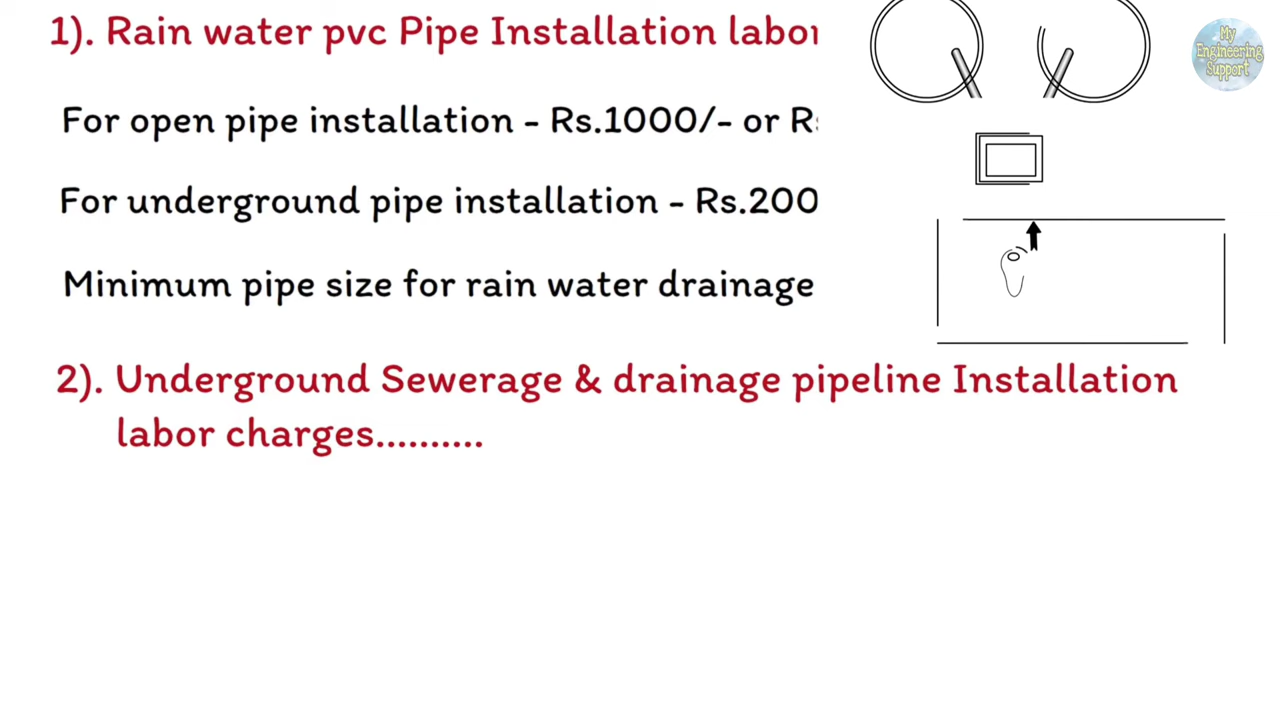 1). Rain water pvc Pipe Installation labor
For open pipe installation - Rs.1000/- or
For underground pipe installation - Rs.200
Minimum pipe size for rain water drainage
2). Underground Sewerage & drainage pipeline Installation
labor charges..........
My
Engineering
Support